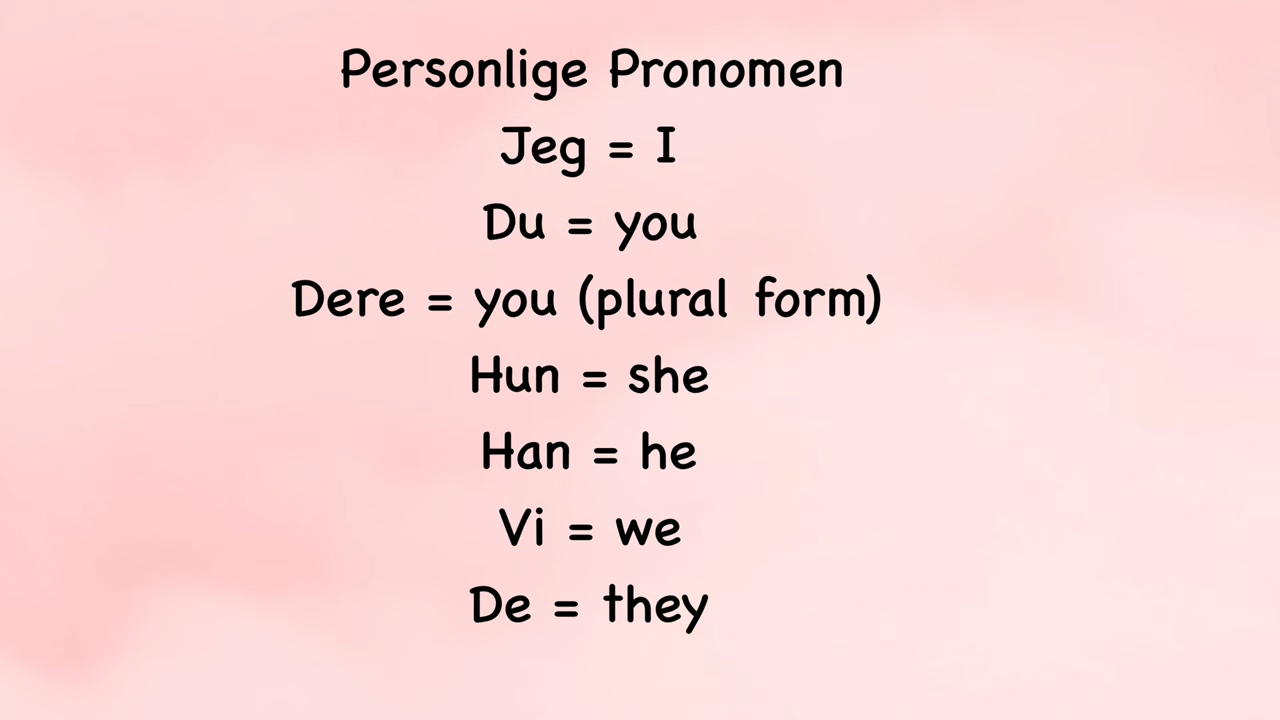 Personlige Pronomen
Jeg = I
Du = you
Dere = you (plural form)
Hun = she
Han = he
Vi = we
De = they